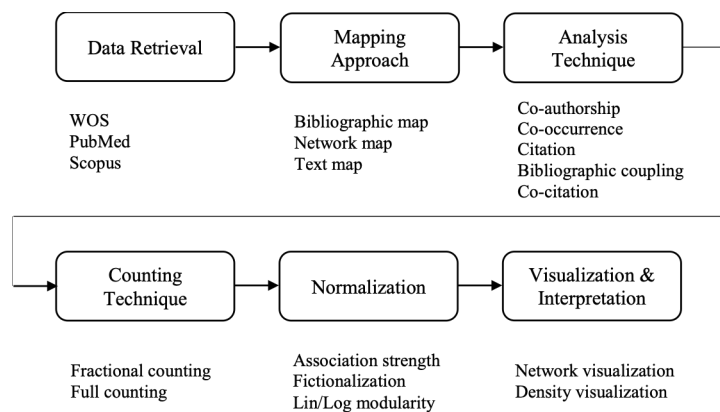 Data Retrieval
WOS
PubMed
Scopus
Mapping
Approach
Bibliographic map
Network map
Text map
Analysis
Technique
Co-authorship
Co-occurrence
Citation
Bibliographic coupling
Co-citation
Counting
Technique
Fractional counting
Full counting
Normalization
Association strength
Fictionalization
Lin/Log modularity
Visualization &
Interpretation
Network visualization
Density visualization